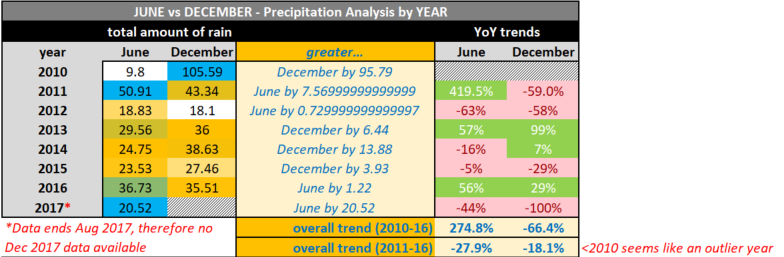 JUNE vs DECEMBER - Precipitation Analysis by YEAR
total amount of rain YoY trends
year June December greater... June December
2010 9.8 105.59 December by 95.79
2011 50.91 43.34 June by 7.56999999999999 419.5% -59.0%
2012 18.83 18.1 June by 0.729999999999997 -63% -58%
2013 29.56 36 December by 6.44 57% 99%
2014 24.75 38.63 December by 13.88 -16% 7%
2015 23.53 27.46 December by 3.93 -5% -29%
2016 36.73 35.51 June by 1.22 56% 29%
2017* 20.52 June by 20.52 -44% -100%
*Data ends Aug 2017, therefore no overall trend (2010-16) 274.8% -66.4%
Dec 2017 data available overall trend (2011-16) -27.9% -18.1% <2010 seems like an outlier year